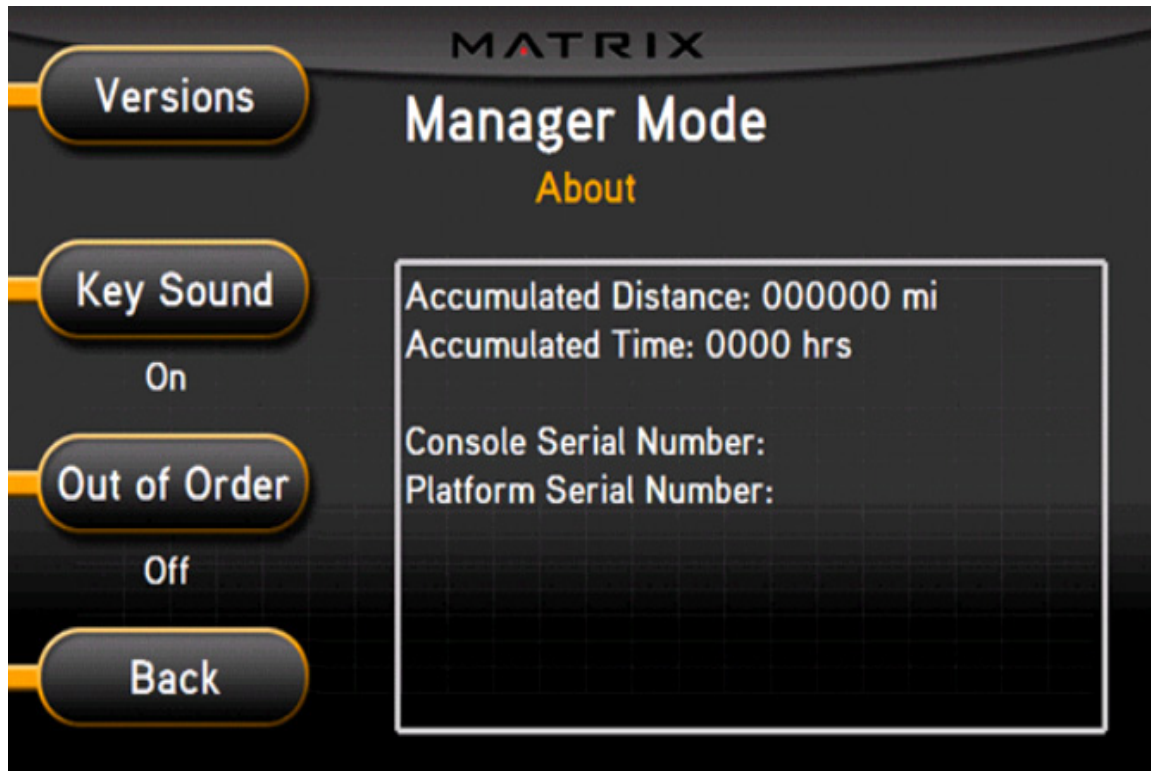 MATRIX
Versions
Manager Mode
About
Key Sound
On
Out of Order
Off
Back
Accumulated Distance: 000000 mi
Accumulated Time: 0000 hrs
Console Serial Number:
Platform Serial Number: